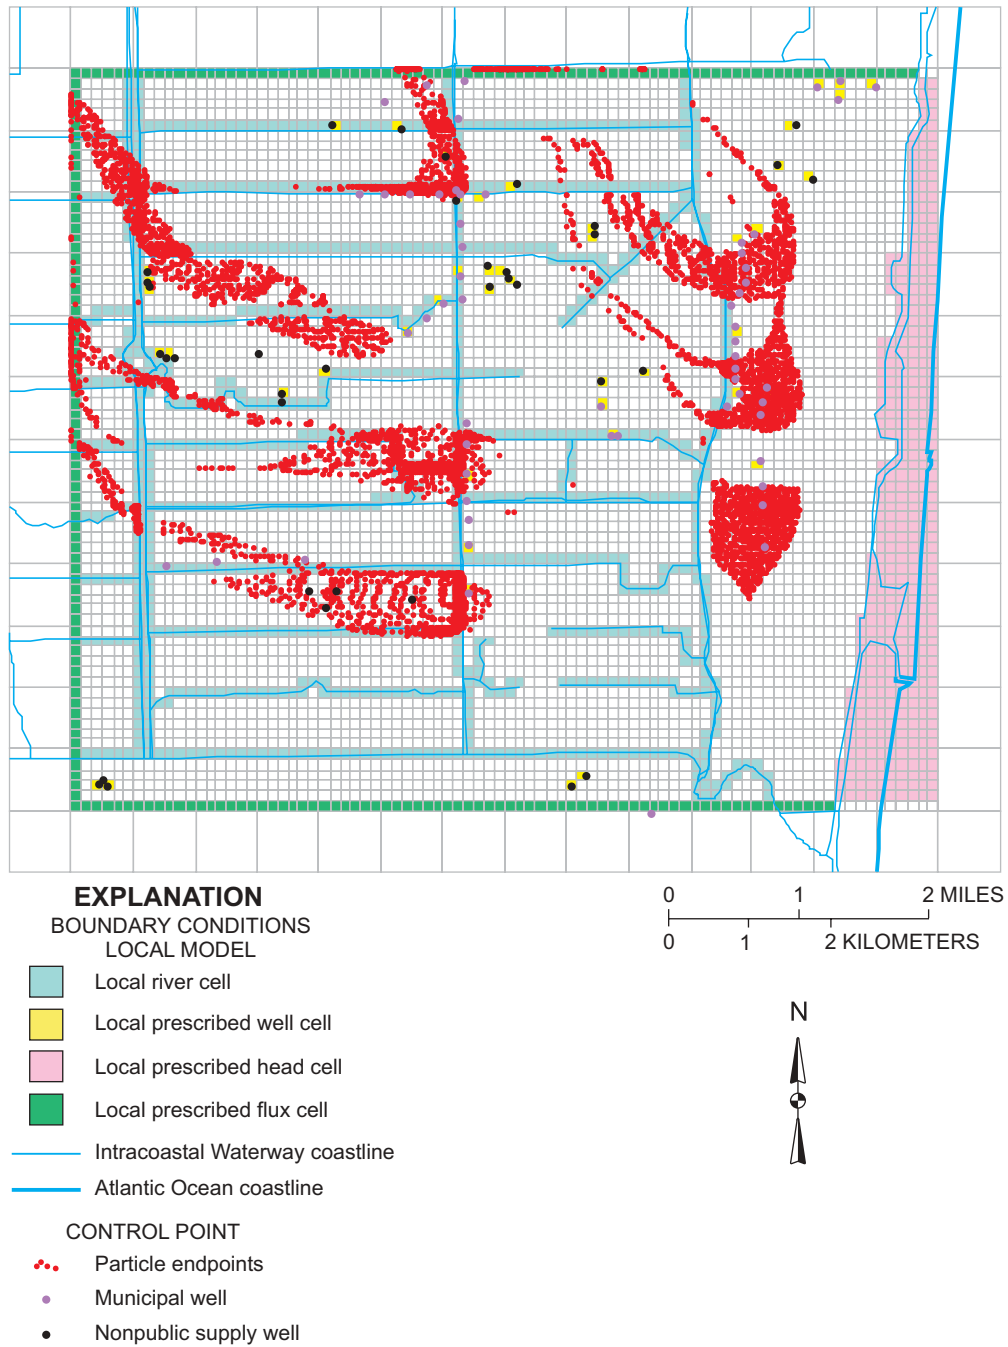 EXPLANATION
BOUNDARY CONDITIONS
LOCAL MODEL
Local river cell
Local prescribed well cell
Local prescribed head cell
Local prescribed flux cell
Intracoastal Waterway coastline
Atlantic Ocean coastline
CONTROL POINT
Particle endpoints
Municipal well
Nonpublic supply well
0 1 2 MILES
0 1 2 KILOMETERS
N